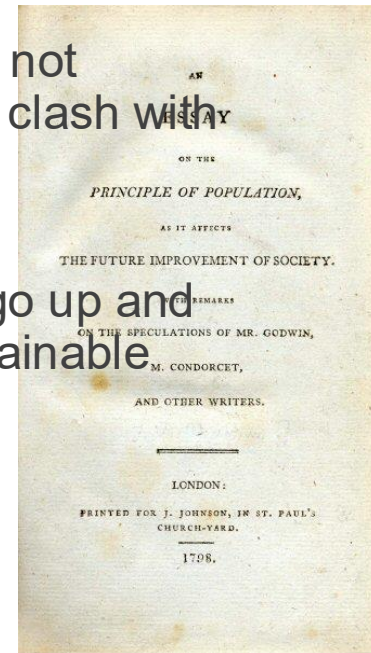 not
clash with
go up and
ainable
AN
ESSAY
ON THE
PRINCIPLE OF POPULATION,
AS IT AFFECTS
THE FUTURE IMPROVEMENT OF SOCIETY.
WITH REMARKS
ON THE SPECULATIONS OF MR. GODWIN,
M. CONDORCET,
AND OTHER WRITERS.
LONDON:
PRINTED FOR J. JOHNSON, IN ST. PAUL'S
CHURCH-YARD.
1798.